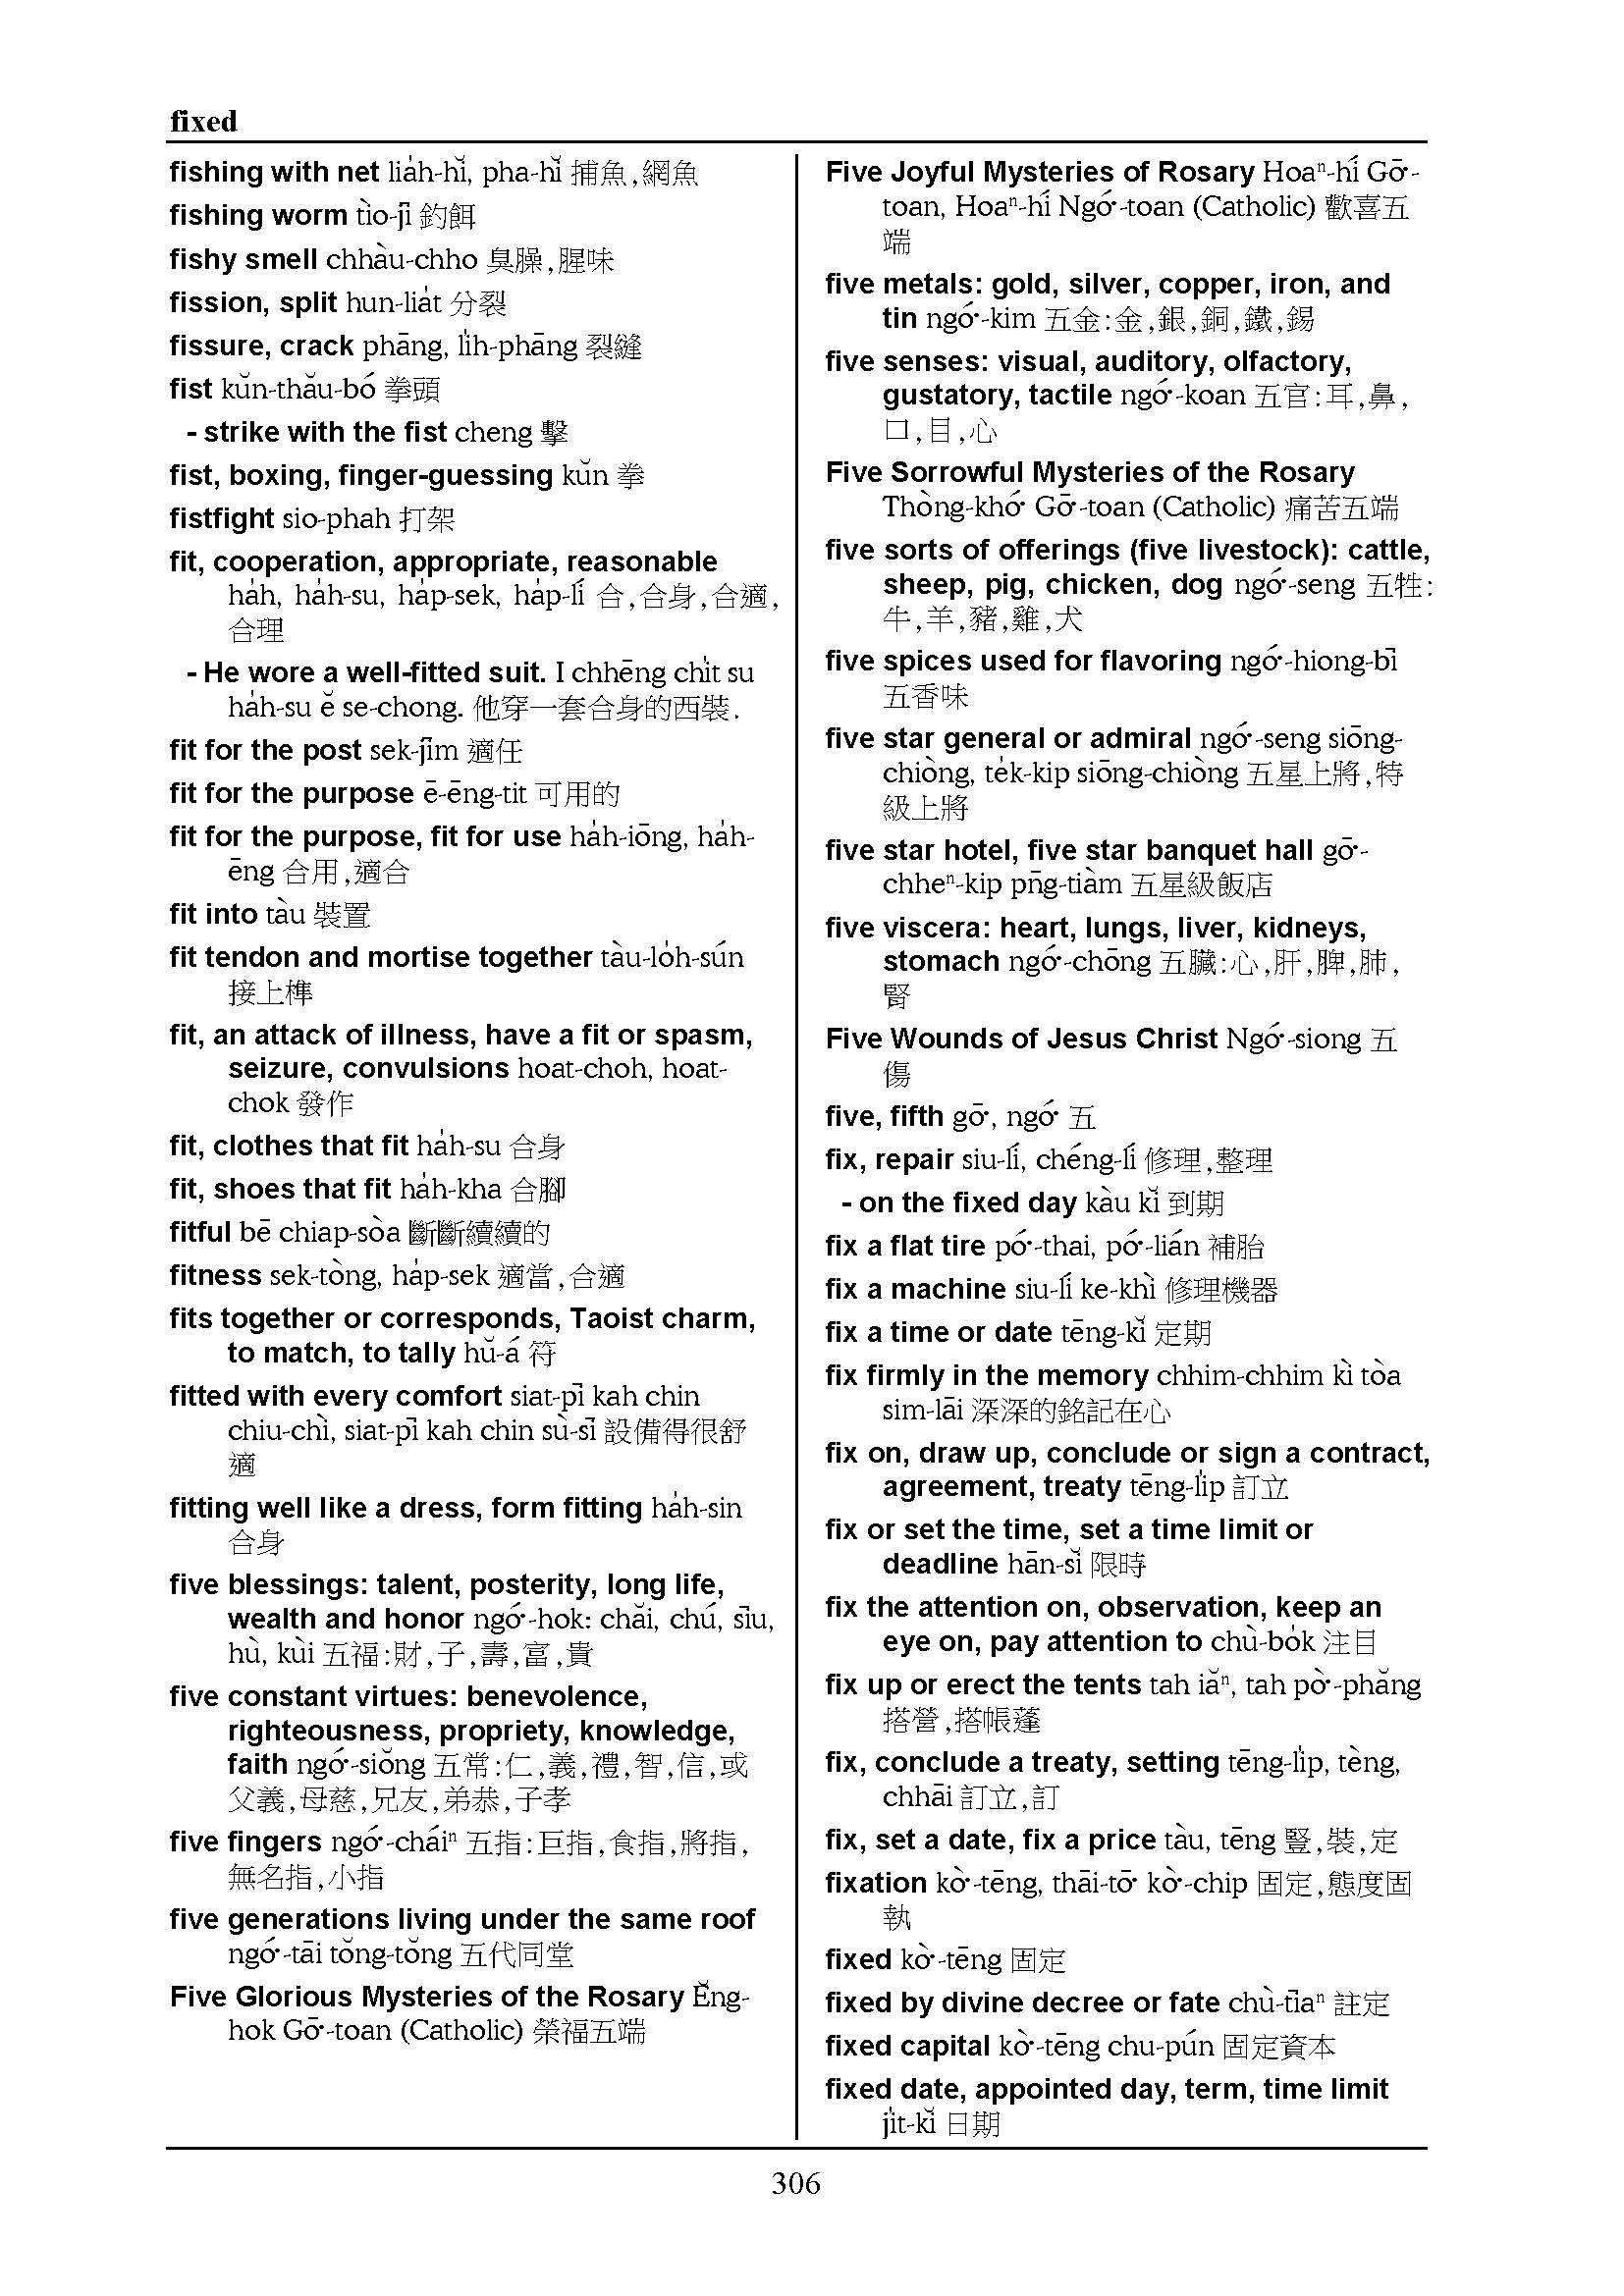 fixed
fishing with net lia̍h-hĭ, pha-hĭ 捕魚,網魚
fishing worm tìo-jī 釣餌
fishy smell chhàu-chho 臭臊,腥味
fission, split hun-lia̍t 分裂
fissure, crack phāng, li̍h-phāng 裂縫
fist kŭn-thău-bó 拳頭
- strike with the fist cheng 擊
fist, boxing, finger-guessing kŭn 拳
fistfight sio-phah 打架
fit, cooperation, appropriate, reasonable
ha̍h, ha̍h-su, ha̍p-sek, ha̍p-lí 合,合身,合適,
合理
- He wore a well-fitted suit. I chhēng chi̍t su
ha̍h-su ĕ se-chong. 他穿一套合身的西裝.
fit for the post sek-jīm 適任
fit for the purpose ē-ēng-tit 可用的
fit for the purpose, fit for use ha̍h-iōng, ha̍h-
ēng 合用,適合
fit into tàu 裝置
fit tendon and mortise together tàu-lo̍h-sún
接上榫
fit, an attack of illness, have a fit or spasm,
seizure, convulsions hoat-choh, hoat-
chok 發作
fit, clothes that fit ha̍h-su 合身
fit, shoes that fit ha̍h-kha 合腳
fitful bē chiap-sòa 斷斷續續的
fitness sek-tòng, ha̍p-sek 適當,合適
fits together or corresponds, Taoist charm,
to match, to tally hŭ-á 符
fitted with every comfort siat-pī kah chin
chiu-chì, siat-pī kah chin sù-sī 設備得很舒
適
fitting well like a dress, form fitting ha̍h-sin
合身
five blessings: talent, posterity, long life,
wealth and honor ngó͘-hok: chăi, chú, sīu,
hù, kùi 五福:財,子,壽,富,貴
five constant virtues: benevolence,
righteousness, propriety, knowledge,
faith ngó͘-siŏng 五常:仁,義,禮,智,信,或
父義,母慈,兄友,弟恭,子孝
five fingers ngó͘-cháiⁿ 五指:巨指,食指,將指,
無名指,小指
five generations living under the same roof
ngó͘-tāi tŏng-tŏng 五代同堂
Five Glorious Mysteries of the Rosary Ĕng-
hok Gō͘-toan (Catholic) 榮福五端
Five Joyful Mysteries of Rosary Hoaⁿ-hí Gō͘-
toan, Hoaⁿ-hí Ngó͘-toan (Catholic) 歡喜五
端
five metals: gold, silver, copper, iron, and
tin ngó͘-kim 五金:金,銀,銅,鐵,錫
five senses: visual, auditory, olfactory,
gustatory, tactile ngó͘-koan 五官:耳,鼻,
口,目,心
Five Sorrowful Mysteries of the Rosary
Thòng-khó͘ Gō͘-toan (Catholic) 痛苦五端
five sorts of offerings (five livestock): cattle,
sheep, pig, chicken, dog ngó͘-seng 五牲:
牛,羊,豬,雞,犬
five spices used for flavoring ngó͘-hiong-bī
五香味
five star general or admiral ngó͘-seng siōng-
chiòng, te̍k-kip siōng-chiòng 五星上將,特
級上將
five star hotel, five star banquet hall gō͘-
chheⁿ-kip pn̄g-tiàm 五星級飯店
five viscera: heart, lungs, liver, kidneys,
stomach ngó͘-chōng 五臟:心,肝,脾,肺,
腎
Five Wounds of Jesus Christ Ngó͘-siong 五
傷
five, fifth gō͘, ngó͘ 五
fix, repair siu-lí, chéng-lí 修理,整理
- on the fixed day kàu kĭ 到期
fix a flat tire pó͘-thai, pó͘-lián 補胎
fix a machine siu-lí ke-khì 修理機器
fix a time or date tēng-kĭ 定期
fix firmly in the memory chhim-chhim kì tòa
sim-lāi 深深的銘記在心
fix on, draw up, conclude or sign a contract,
agreement, treaty tēng-li̍p 訂立
fix or set the time, set a time limit or
deadline hān-sĭ 限時
fix the attention on, observation, keep an
eye on, pay attention to chù-bo̍k 注目
fix up or erect the tents tah iăⁿ, tah pò͘-phăng
搭營,搭帳蓬
fix, conclude a treaty, setting tēng-li̍p, tèng,
chhāi 訂立,訂
fix, set a date, fix a price tàu, tēng 豎,裝,定
fixation kò͘-tēng, thāi-tō͘ kò͘-chip 固定,態度固
執
fixed kò͘-tēng 固定
fixed by divine decree or fate chù-tīaⁿ 註定
fixed capital kò͘-tēng chu-pún 固定資本
fixed date, appointed day, term, time limit
ji̍t-kĭ 日期
306